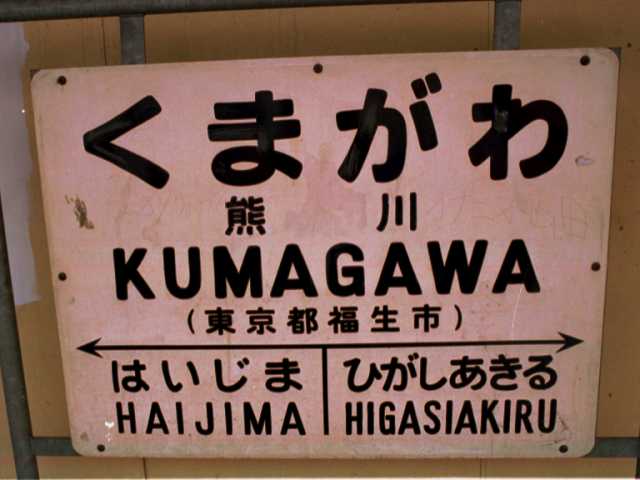 くまがわ
熊川
KUMAGAWA
(東京都福生市)
はいじま ひがしあきる
HAIJIMA HIGASIAKIRU